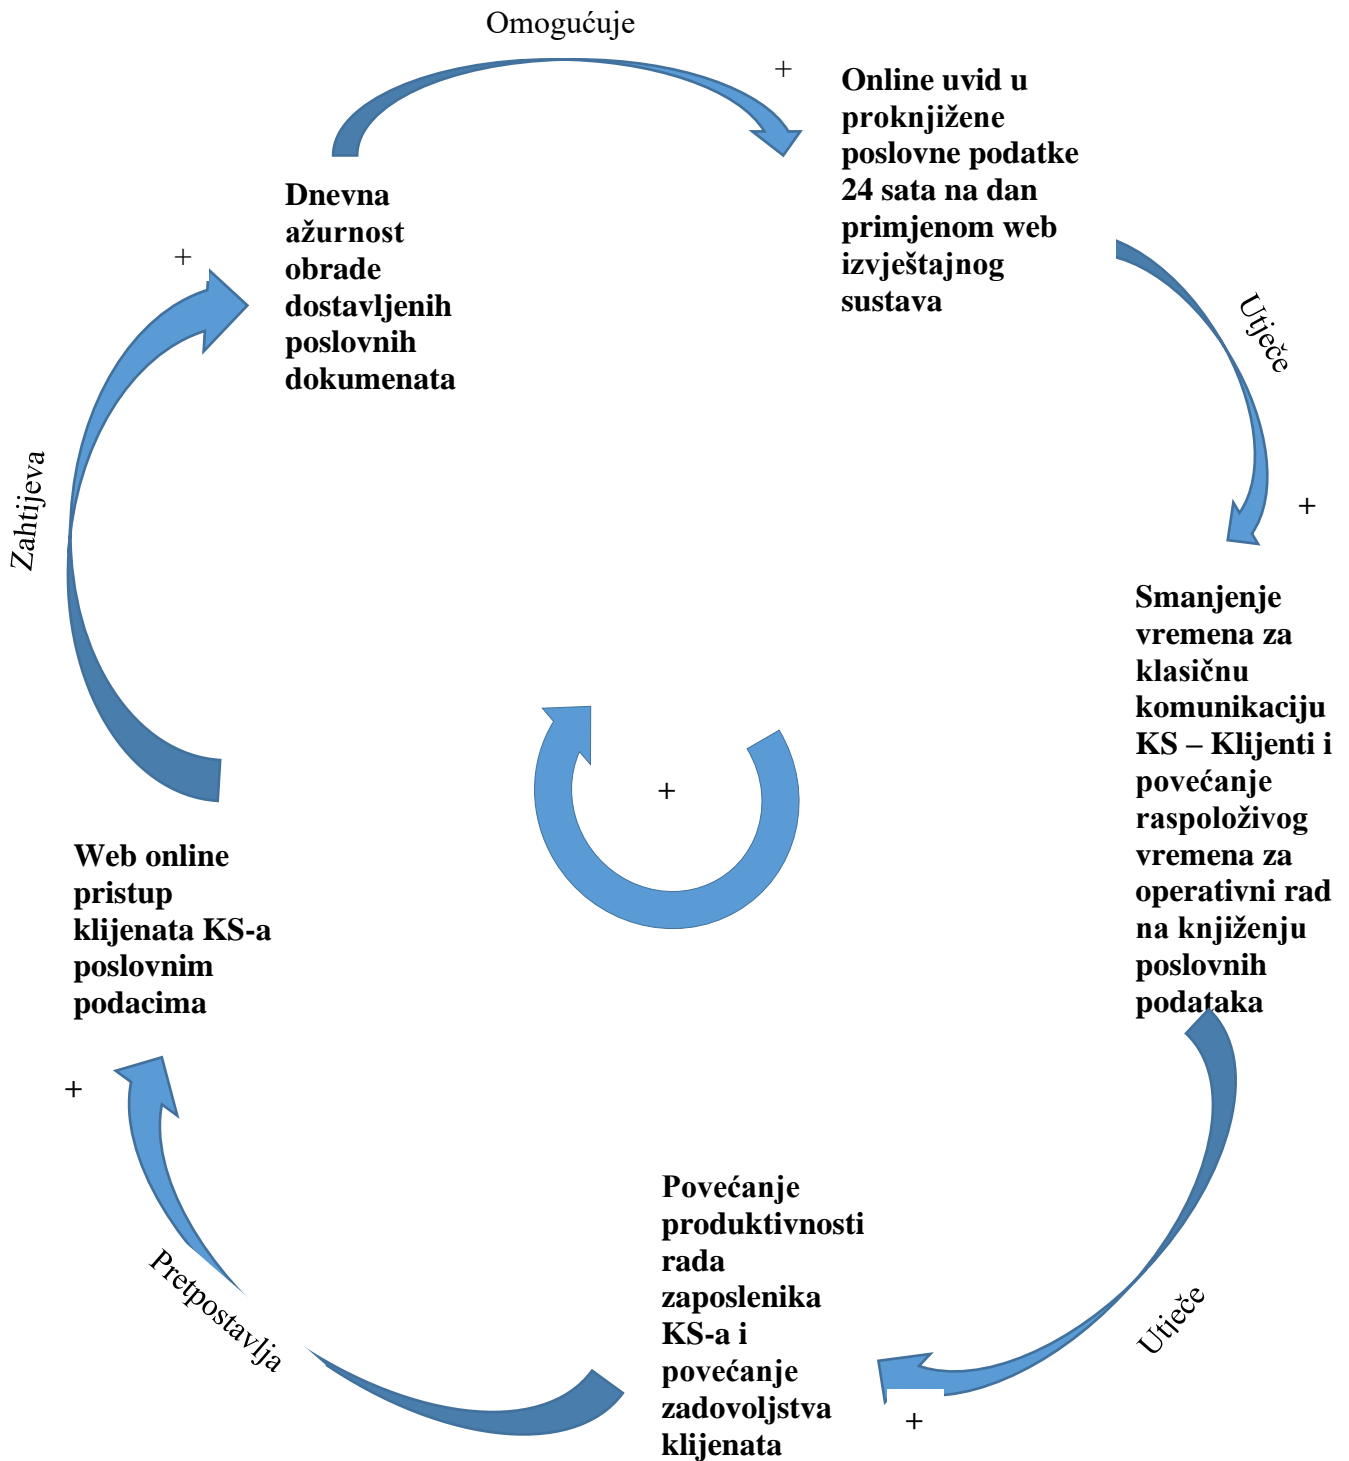 Omogućuje
+
Online uvid u
proknjižene
poslovne podatke
24 sata na dan
primjenom web
izvještajnog
sustava
Dnevna
ažurnost
obrade
dostavljenih
poslovnih
dokumenata
+
Utječe
+
Zahtijeva
Smanjenje
vremena za
klasičnu
komunikaciju
KS – Klijenti i
povećanje
raspoloživog
vremena za
operativni rad
na knjiženju
poslovnih
podataka
+
Web online
pristup
klijenata KS-a
poslovnim
podacima
+
Povećanje
produktivnosti
rada
zaposlenika
KS-a i
povećanje
zadovoljstva
klijenata
Pretpostavlja
Utječe
+